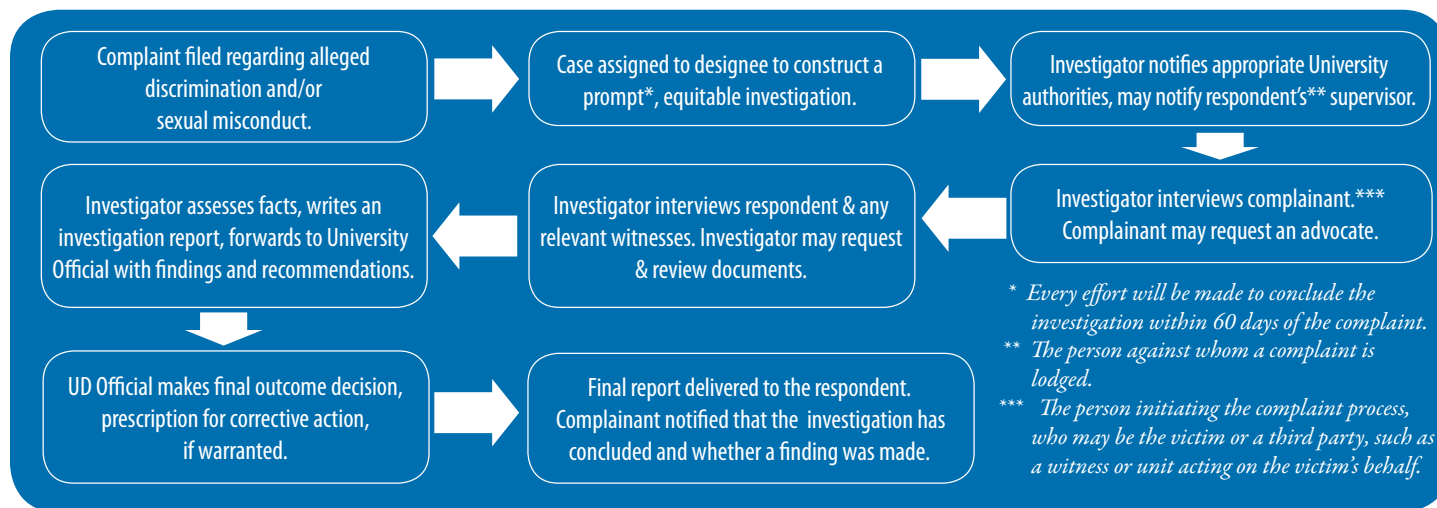 Complaint filed regarding alleged
discrimination and/or
sexual misconduct.
Case assigned to designee to construct a
prompt*, equitable investigation.
Investigator notifies appropriate University
authorities, may notify respondent's** supervisor.
Investigator interviews complainant.***
Complainant may request an advocate.
Investigator interviews respondent & any
relevant witnesses. Investigator may request
& review documents.
Investigator assesses facts, writes an
investigation report, forwards to University
Official with findings and recommendations.
UD Official makes final outcome decision,
prescription for corrective action,
if warranted.
Final report delivered to the respondent.
Complainant notified that the investigation has
concluded and whether a finding was made.
* Every effort will be made to conclude the
investigation within 60 days of the complaint.
** The person against whom a complaint is
lodged.
*** The person initiating the complaint process,
who may be the victim or a third party, such as
a witness or unit acting on the victim's behalf.